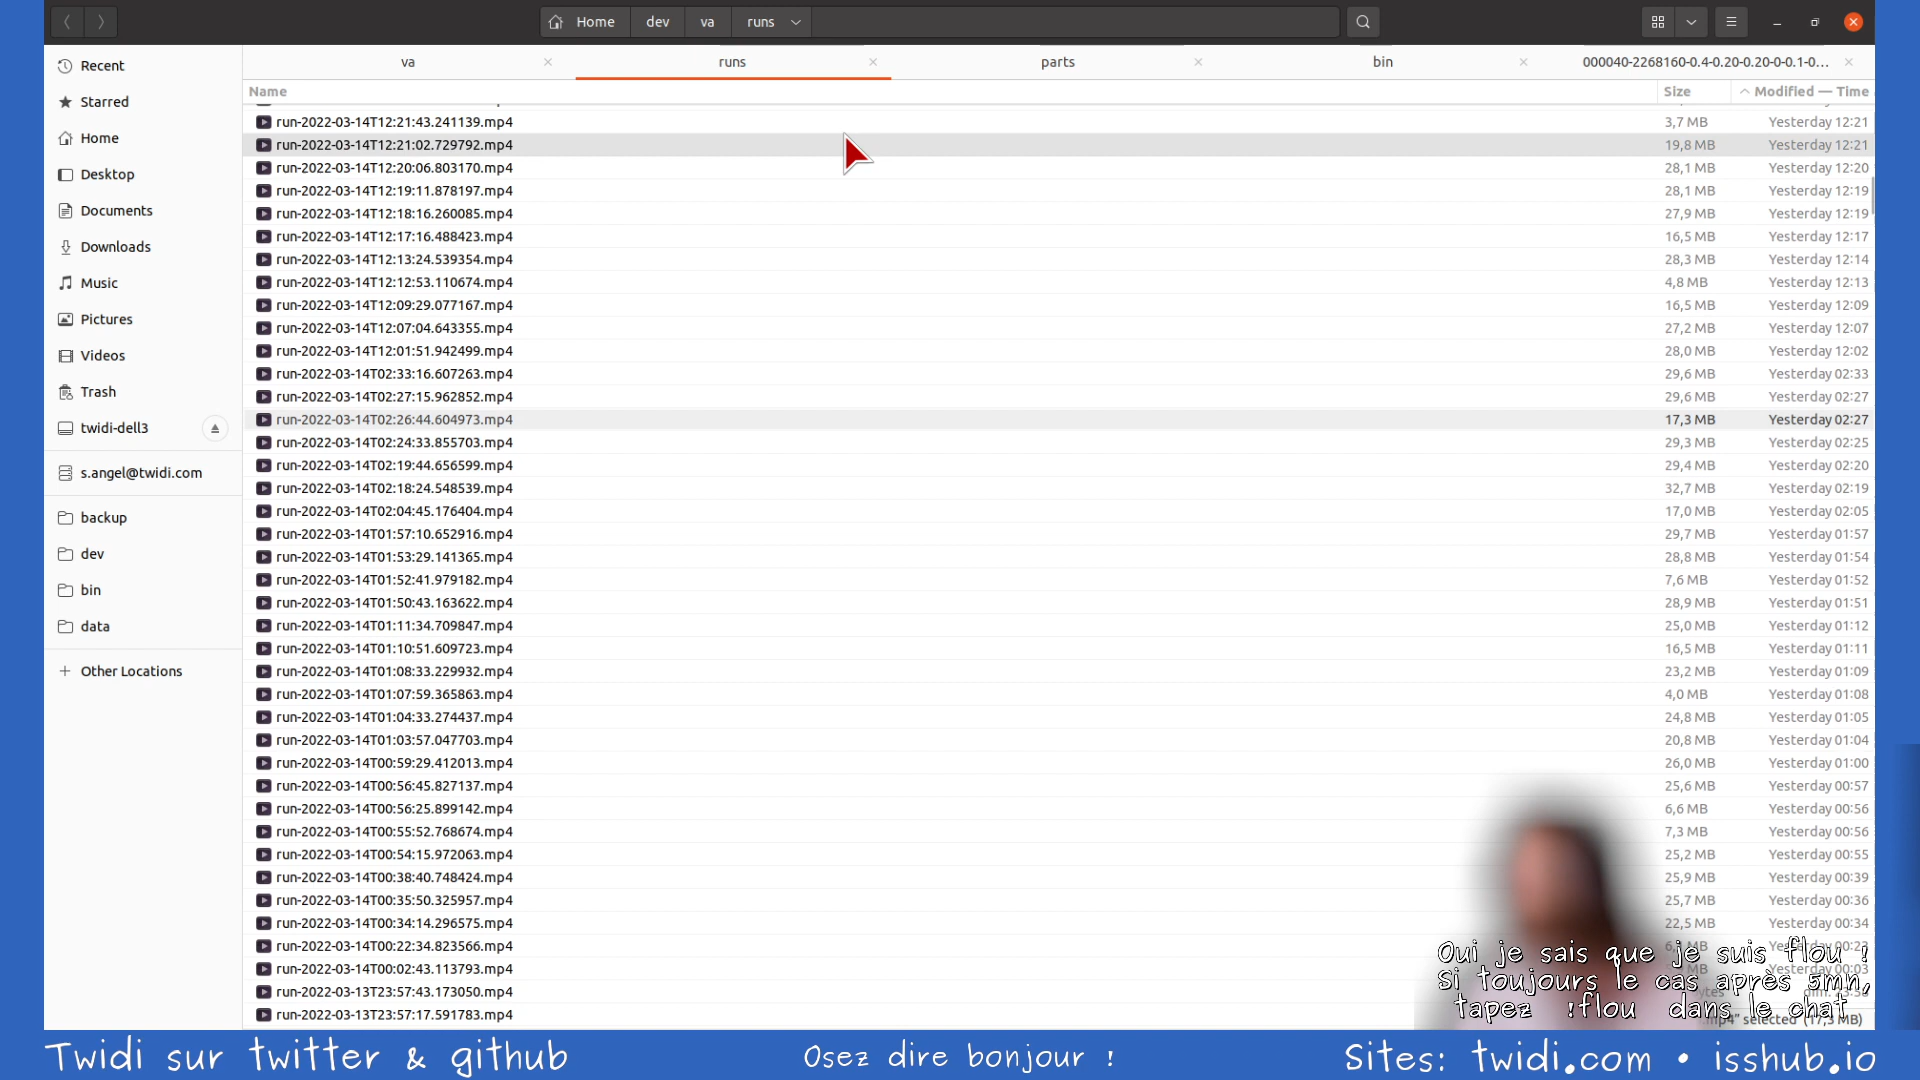 Home dev va runs
va runs parts bin 000040-2268160-0.4-0.20-0.20-0-0.1-0...
Name Size Modified — Time
Recent
Starred
Home
Desktop
Documents
Downloads
Music
Pictures
Videos
Trash
twidi-dell3
s.angel@twidi.com
backup
dev
bin
data
Other Locations
run-2022-03-14T12:21:43.241139.mp4 3,7 MB Yesterday 12:21
run-2022-03-14T12:21:02.729792.mp4 19,8 MB Yesterday 12:21
run-2022-03-14T12:20:06.803170.mp4 28,1 MB Yesterday 12:20
run-2022-03-14T12:19:11.878197.mp4 28,1 MB Yesterday 12:19
run-2022-03-14T12:18:16.260085.mp4 27,9 MB Yesterday 12:19
run-2022-03-14T12:17:16.488423.mp4 16,5 MB Yesterday 12:17
run-2022-03-14T12:13:24.539354.mp4 28,3 MB Yesterday 12:14
run-2022-03-14T12:12:53.110674.mp4 4,8 MB Yesterday 12:13
run-2022-03-14T12:09:29.077167.mp4 16,5 MB Yesterday 12:09
run-2022-03-14T12:07:04.643355.mp4 27,2 MB Yesterday 12:07
run-2022-03-14T12:01:51.942499.mp4 28,0 MB Yesterday 12:02
run-2022-03-14T02:33:16.607263.mp4 29,6 MB Yesterday 02:33
run-2022-03-14T02:27:15.962852.mp4 29,6 MB Yesterday 02:27
run-2022-03-14T02:26:44.604973.mp4 17,3 MB Yesterday 02:27
run-2022-03-14T02:24:33.855703.mp4 29,3 MB Yesterday 02:25
run-2022-03-14T02:19:44.656599.mp4 29,4 MB Yesterday 02:20
run-2022-03-14T02:18:24.548539.mp4 32,7 MB Yesterday 02:19
run-2022-03-14T02:04:45.176404.mp4 17,0 MB Yesterday 02:05
run-2022-03-14T01:57:10.652916.mp4 29,7 MB Yesterday 01:57
run-2022-03-14T01:53:29.141365.mp4 28,8 MB Yesterday 01:54
run-2022-03-14T01:52:41.979182.mp4 7,6 MB Yesterday 01:52
run-2022-03-14T01:50:43.163622.mp4 28,9 MB Yesterday 01:51
run-2022-03-14T01:11:34.709847.mp4 25,0 MB Yesterday 01:12
run-2022-03-14T01:10:51.609723.mp4 16,5 MB Yesterday 01:11
run-2022-03-14T01:08:33.229932.mp4 23,2 MB Yesterday 01:09
run-2022-03-14T01:07:59.365863.mp4 4,0 MB Yesterday 01:08
run-2022-03-14T01:04:33.274437.mp4 24,8 MB Yesterday 01:05
run-2022-03-14T01:03:57.047703.mp4 20,8 MB Yesterday 01:04
run-2022-03-14T00:59:29.412013.mp4 26,0 MB Yesterday 01:00
run-2022-03-14T00:56:45.827137.mp4 25,6 MB Yesterday 00:57
run-2022-03-14T00:56:25.899142.mp4 6,6 MB Yesterday 00:56
run-2022-03-14T00:55:52.768674.mp4 7,3 MB Yesterday 00:56
run-2022-03-14T00:54:15.972063.mp4 25,2 MB Yesterday 00:55
run-2022-03-14T00:38:40.748424.mp4 25,9 MB Yesterday 00:39
run-2022-03-14T00:35:50.325957.mp4 25,7 MB Yesterday 00:36
run-2022-03-14T00:34:14.296575.mp4 22,5 MB Yesterday 00:34
run-2022-03-14T00:22:34.823566.mp4
run-2022-03-14T00:02:43.113793.mp4
run-2022-03-13T23:57:43.173050.mp4
run-2022-03-13T23:57:17.591783.mp4
Oui je sais que je suis flou !
Si toujours le cas après 5mn,
tapez !flou dans le chat
selected (17,3 MB)
Twidi sur twitter & github Osez dire bonjour ! Sites: twidi.com • isshub.io